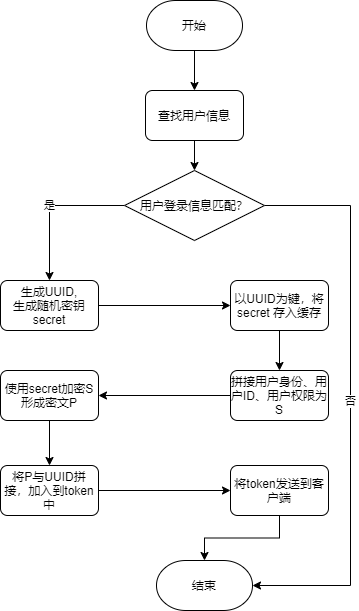 开始
查找用户信息
用户登录信息匹配?
是
生成UUID,
生成随机密钥
secret
以UUID为键，将
secret 存入缓存
否
使用secret加密S
形成密文P
拼接用户身份、用
户ID、用户权限为
S
将P与UUID拼
接，加入到token
中
将token发送到客
户端
结束